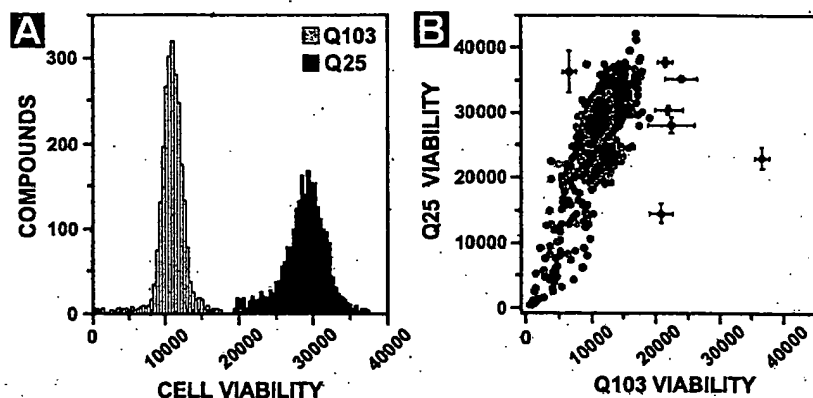 A
Q103
Q25
COMPOUNDS
300
200
100
0
0
10000
20000
30000
40000
CELL VIABILITY
B
Q25 VIABILITY
40000
30000
20000
10000
0
0
10000
20000
30000
40000
Q103 VIABILITY